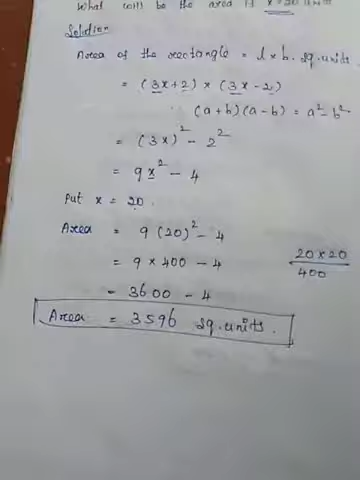 What will be the area if x = 20 units
Solution
Area of the rectangle = l × b sq.units.
= (3x+2) × (3x-2)
(a+b)(a-b) = a²-b²
= (3x)² - 2²
= 9x² - 4
Put x = 20.
Area = 9(20)² - 4
= 9 × 400 - 4
20 × 20
400
= 3600 - 4
Area = 3596 sq.units.